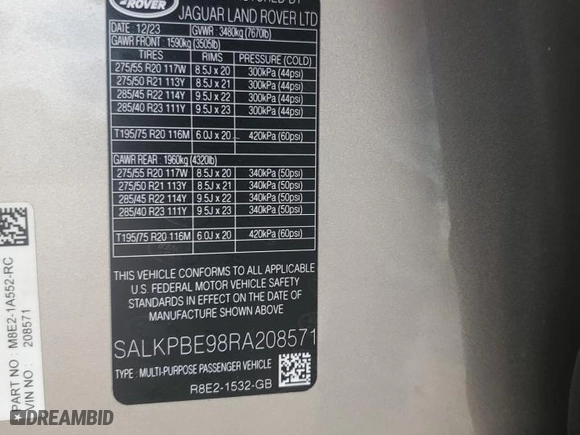 ROVER
JAGUAR LAND ROVER LTD
DATE : 12/23 GVWR : 3480kg (7670lb)
GAWR FRONT : 1590kg (3505lb)
TIRES RIMS PRESSURE (COLD)
275/55 R20 117W 8.5J x 20 300kPa (44psi)
275/50 R21 113Y 8.5J x 21 300kPa (44psi)
285/45 R22 114Y 9.5J x 22 300kPa (44psi)
285/40 R23 111Y 9.5J x 23 300kPa (44psi)
T195/75 R20 116M 6.0J x 20 420kPa (60psi)
GAWR REAR : 1960kg (4320lb)
275/55 R20 117W 8.5J x 20 340kPa (50psi)
275/50 R21 113Y 8.5J x 21 340kPa (50psi)
285/45 R22 114Y 9.5J x 22 340kPa (50psi)
285/40 R23 111Y 9.5J x 23 340kPa (50psi)
T195/75 R20 116M 6.0J x 20 420kPa (60psi)
THIS VEHICLE CONFORMS TO ALL APPLICABLE
U.S. FEDERAL MOTOR VEHICLE SAFETY
STANDARDS IN EFFECT ON THE DATE OF
MANUFACTURE SHOWN ABOVE.
SALKPBE98RA208571
TYPE : MULTI-PURPOSE PASSENGER VEHICLE
R8E2-1532-GB
PART NO : M8E2-1A552-RC
VIN NO : 208571
DREAMBID